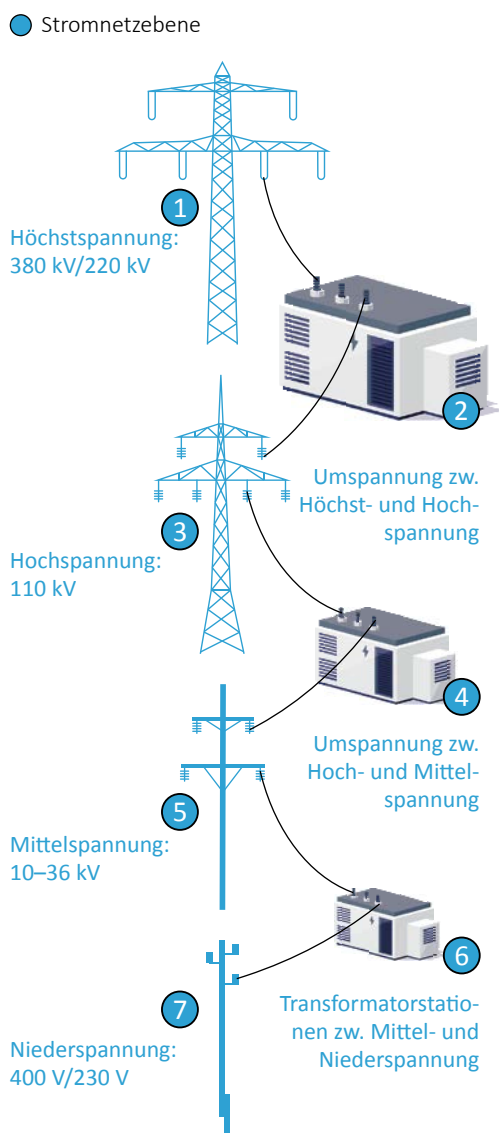 Stromnetzebene
1
Höchstspannung:
380 kV/220 kV
2
Umspannung zw.
Höchst- und Hoch-
spannung
3
Hochspannung:
110 kV
4
Umspannung zw.
Hoch- und Mittel-
spannung
5
Mittelspannung:
10–36 kV
6
Transformatorstatio-
nen zw. Mittel- und
Niederspannung
7
Niederspannung:
400 V/230 V